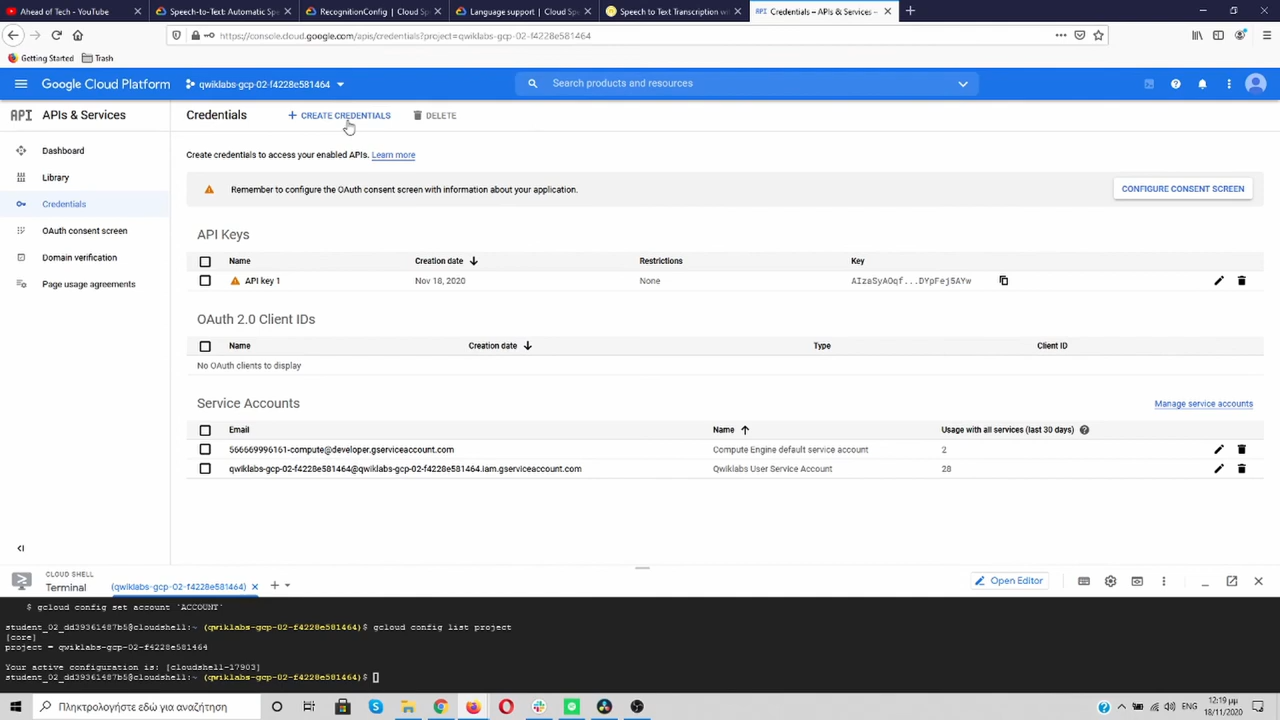 Ahead of Tech - YouTube
Speech-to-Text: Automatic Sp
RecognitionConfig | Cloud Sp
Language support | Cloud Spe
Speech to Text Transcription w
Credentials – APIs & Services –
https://console.cloud.google.com/apis/credentials?project=qwiklabs-gcp-02-f4228e581464
Getting Started
Trash
Google Cloud Platform
qwiklabs-gcp-02-f4228e581464
Search products and resources
API
APIs & Services
Credentials
+ CREATE CREDENTIALS
DELETE
Dashboard
Library
Credentials
OAuth consent screen
Domain verification
Page usage agreements
Create credentials to access your enabled APIs. Learn more
Remember to configure the OAuth consent screen with information about your application.
CONFIGURE CONSENT SCREEN
API Keys
Name Creation date Restrictions Key
API key 1 Nov 18, 2020 None AIzaSyAOqf...DYpFej5AYw
OAuth 2.0 Client IDs
Name Creation date Type Client ID
No OAuth clients to display
Service Accounts
Manage service accounts
Email Name Usage with all services (last 30 days)
566669996161-compute@developer.gserviceaccount.com Compute Engine default service account 2
qwiklabs-gcp-02-f4228e581464@qwiklabs-gcp-02-f4228e581464.iam.gserviceaccount.com Qwiklabs User Service Account 28
CLOUD SHELL
Terminal
(qwiklabs-gcp-02-f4228e581464)
Open Editor
$ gcloud config set account `ACCOUNT`
student_02_dd39361487b5@cloudshell:~ (qwiklabs-gcp-02-f4228e581464)$ gcloud config list project
[core]
project = qwiklabs-gcp-02-f4228e581464
Your active configuration is: [cloudshell-17903]
student_02_dd39361487b5@cloudshell:~ (qwiklabs-gcp-02-f4228e581464)$
Πληκτρολογήστε εδώ για αναζήτηση
ENG
12:19 μμ
18/11/2020